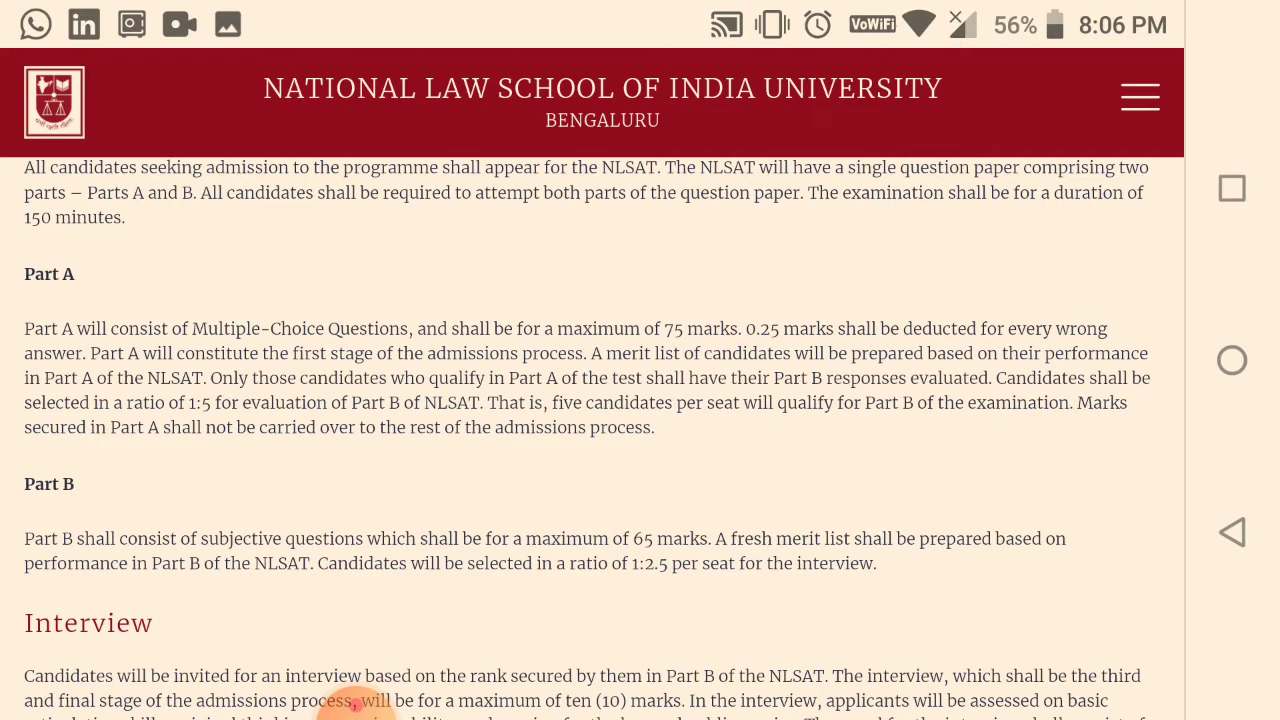 VoWiFi 56% 8:06 PM
NATIONAL LAW SCHOOL OF INDIA UNIVERSITY
BENGALURU
All candidates seeking admission to the programme shall appear for the NLSAT. The NLSAT will have a single question paper comprising two
parts – Parts A and B. All candidates shall be required to attempt both parts of the question paper. The examination shall be for a duration of
150 minutes.
Part A
Part A will consist of Multiple-Choice Questions, and shall be for a maximum of 75 marks. 0.25 marks shall be deducted for every wrong
answer. Part A will constitute the first stage of the admissions process. A merit list of candidates will be prepared based on their performance
in Part A of the NLSAT. Only those candidates who qualify in Part A of the test shall have their Part B responses evaluated. Candidates shall be
selected in a ratio of 1:5 for evaluation of Part B of NLSAT. That is, five candidates per seat will qualify for Part B of the examination. Marks
secured in Part A shall not be carried over to the rest of the admissions process.
Part B
Part B shall consist of subjective questions which shall be for a maximum of 65 marks. A fresh merit list shall be prepared based on
performance in Part B of the NLSAT. Candidates will be selected in a ratio of 1:2.5 per seat for the interview.
Interview
Candidates will be invited for an interview based on the rank secured by them in Part B of the NLSAT. The interview, which shall be the third
and final stage of the admissions process, will be for a maximum of ten (10) marks. In the interview, applicants will be assessed on basic